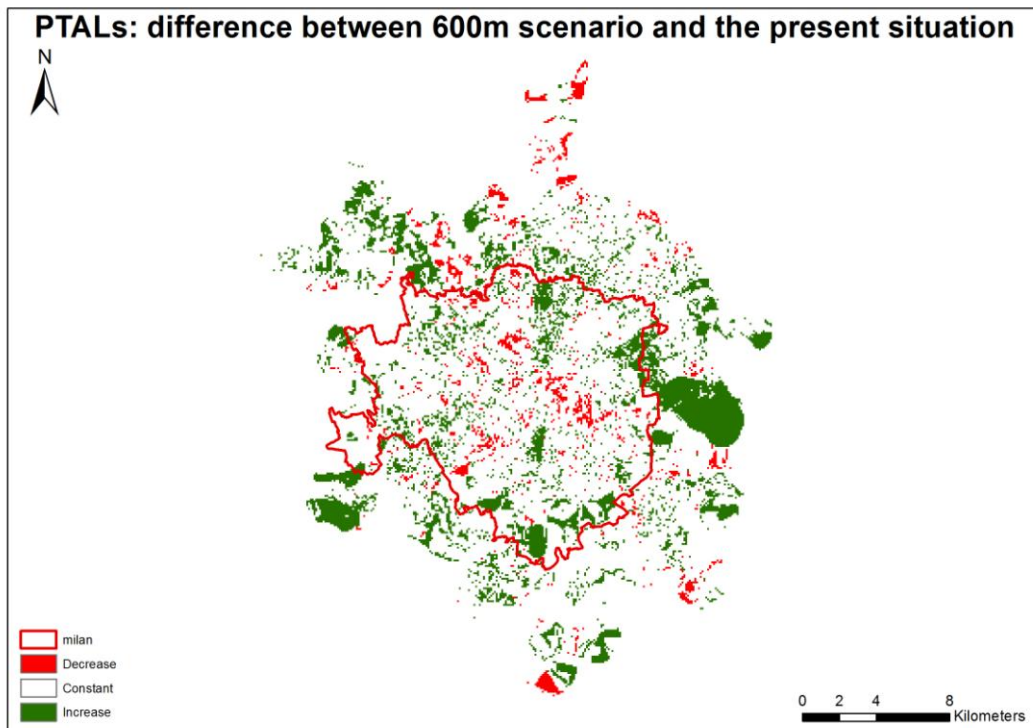 PTALs: difference between 600m scenario and the present situation
N
milan
Decrease
Constant
Increase
0 2 4 8
Kilometers